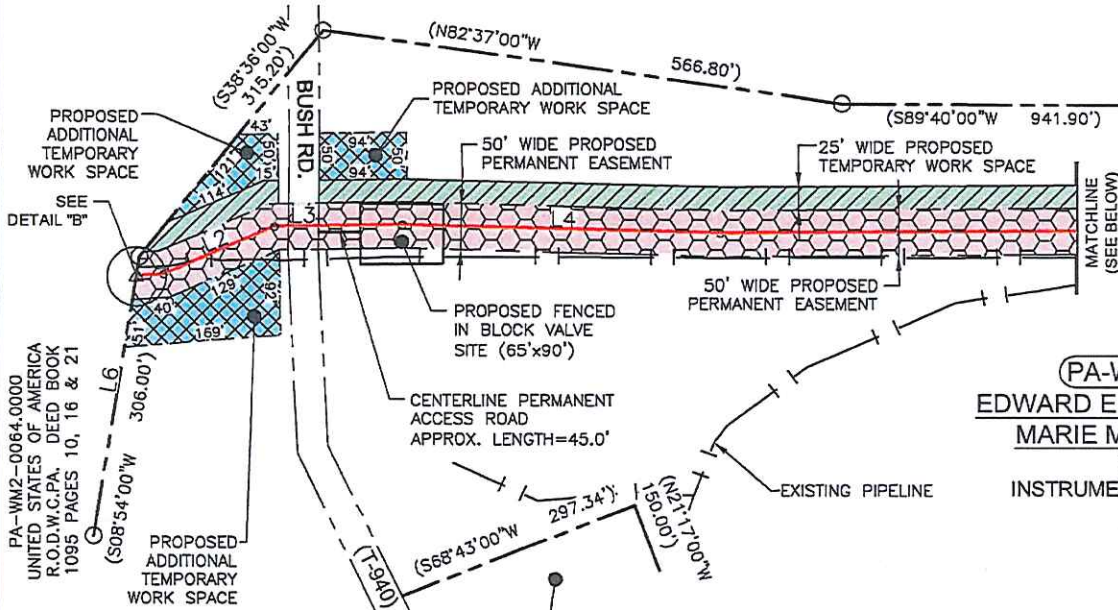 (S38°36'00"W
315.20')
(N82°37'00"W
566.80')
(S89°40'00"W
941.90')
PROPOSED
ADDITIONAL
TEMPORARY
WORK SPACE
BUSH RD.
PROPOSED ADDITIONAL
TEMPORARY WORK SPACE
50' WIDE PROPOSED
PERMANENT EASEMENT
25' WIDE PROPOSED
TEMPORARY WORK SPACE
43'
50'
121'
114'
15'
94'
50'
50'
94'
SEE
DETAIL "B"
L2
L3
L4
MATCHLINE
(SEE BELOW)
40'
129'
92'
51'
169'
50' WIDE PROPOSED
PERMANENT EASEMENT
PROPOSED FENCED
IN BLOCK VALVE
SITE (65'x90')
CENTERLINE PERMANENT
ACCESS ROAD
APPROX. LENGTH=45.0'
PA-WM2-0064.0000
UNITED STATES OF AMERICA
R.O.D.W.C.PA. DEED BOOK
1095 PAGES 10, 16 & 21
L6
306.00')
(S08°54'00"W
PROPOSED
ADDITIONAL
TEMPORARY
WORK SPACE
(T-940)
(S68°43'00"W
297.34')
(N21°17'00"W
150.00')
EXISTING PIPELINE
(PA-W
EDWARD E
MARIE M
INSTRUME